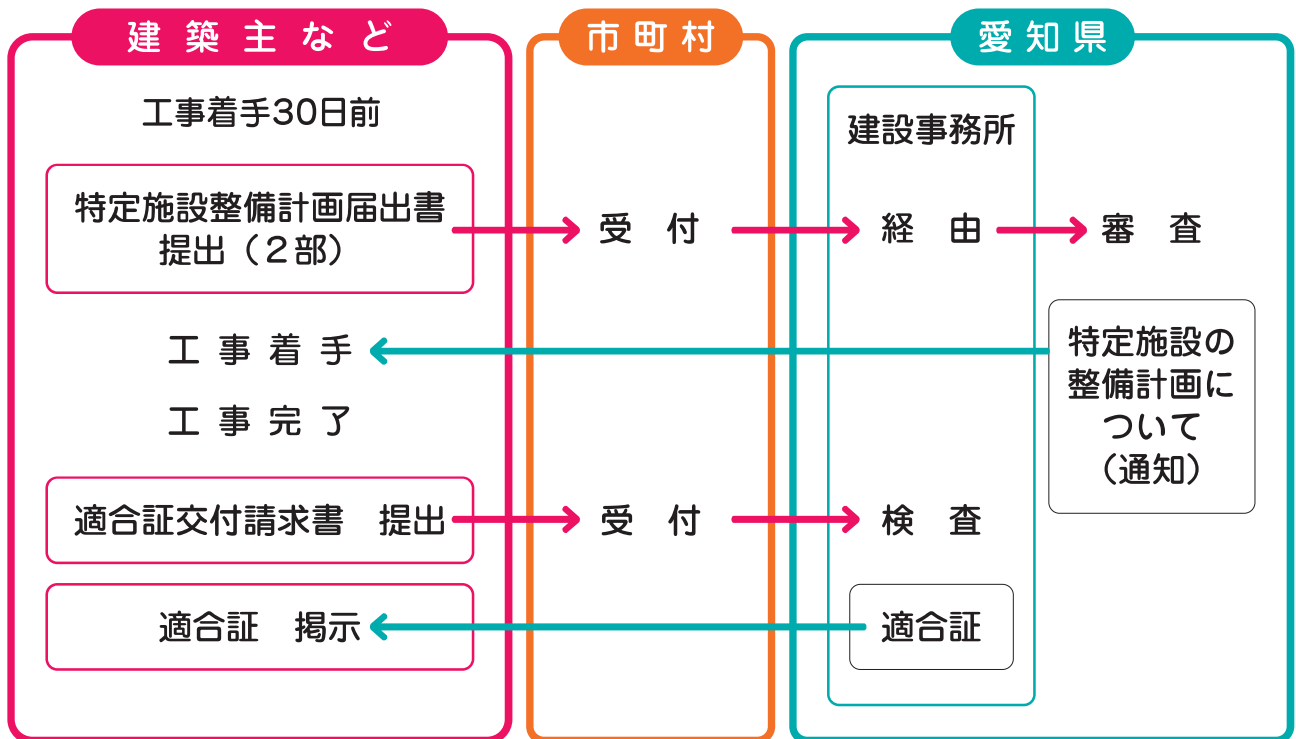 建築主など
市町村
愛知県
工事着手30日前
建設事務所
特定施設整備計画届出書
提出（2部）
受　付
経　由
審　査
工事着手
特定施設の
整備計画に
ついて
（通知）
工事完了
適合証交付請求書　提出
受　付
検　査
適合証　掲示
適合証